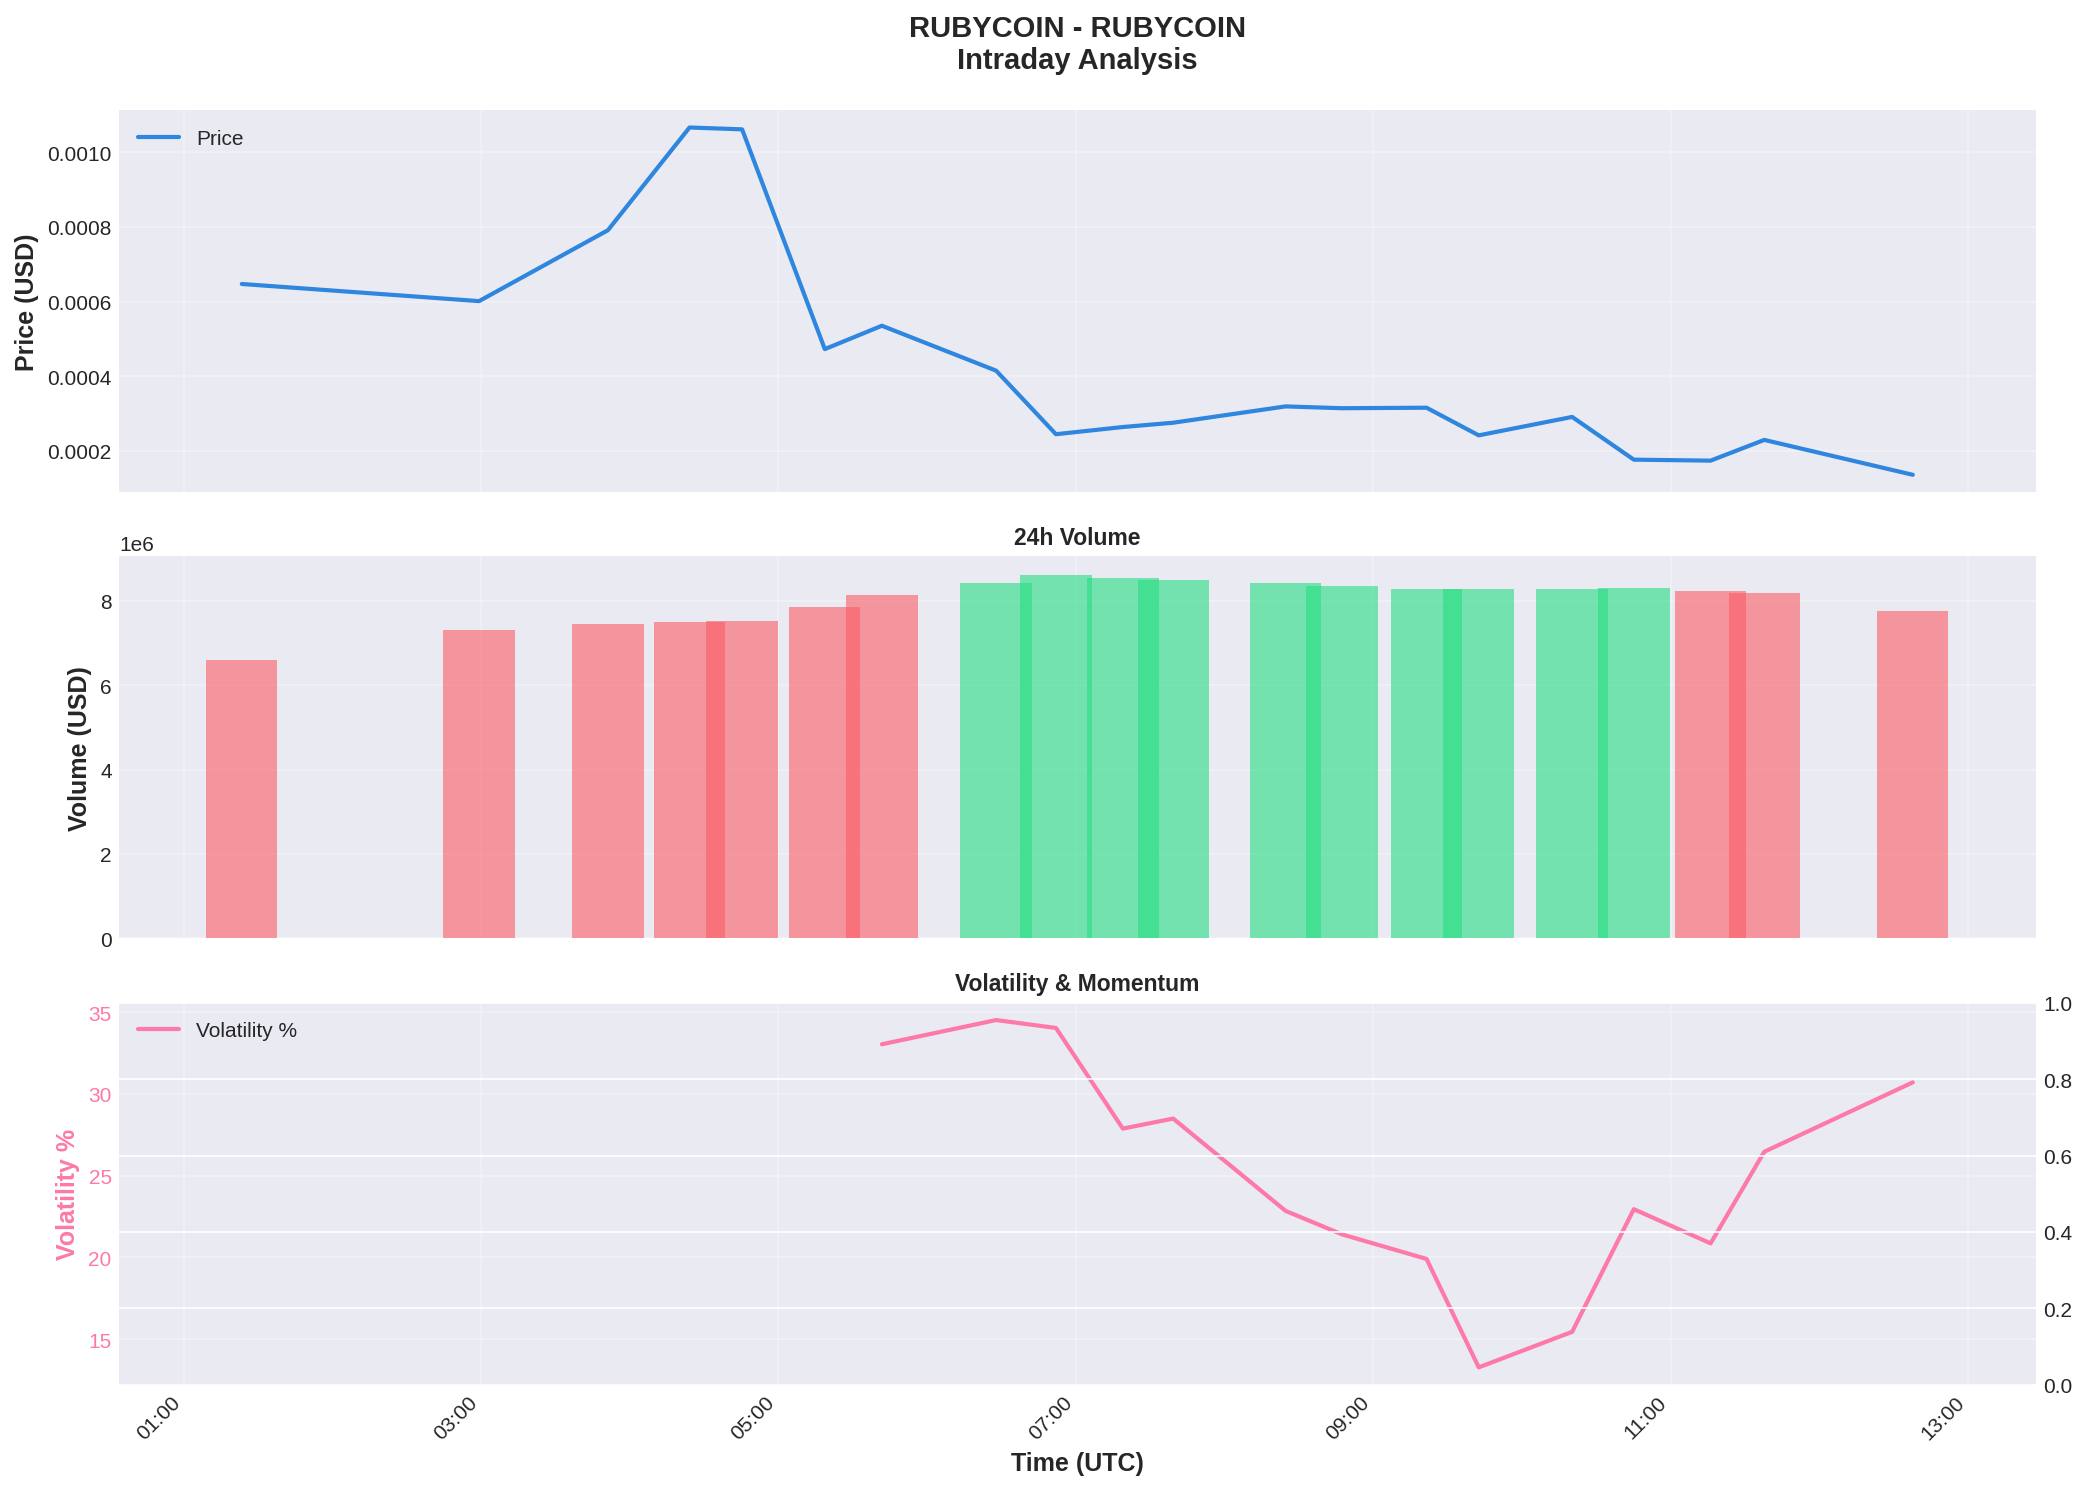 RUBYCOIN - RUBYCOIN
Intraday Analysis
Price
0.0010
0.0008
0.0006
0.0004
0.0002
Price (USD)
24h Volume
1e6
8
6
4
2
0
Volume (USD)
Volatility & Momentum
Volatility %
35
30
25
20
15
Volatility %
1.0
0.8
0.6
0.4
0.2
0.0
01:00
03:00
05:00
07:00
09:00
11:00
13:00
Time (UTC)